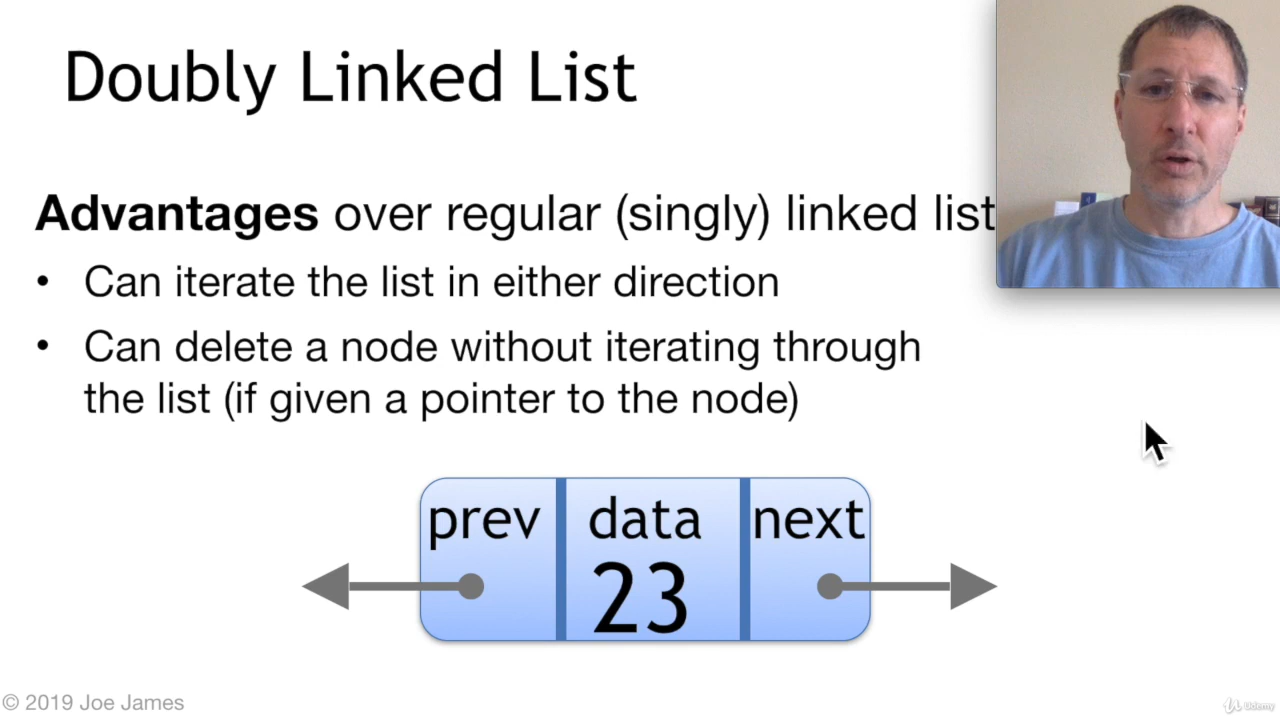 Doubly Linked List
Advantages over regular (singly) linked list
• Can iterate the list in either direction
• Can delete a node without iterating through
the list (if given a pointer to the node)
prev data next
23
© 2019 Joe James
Udemy